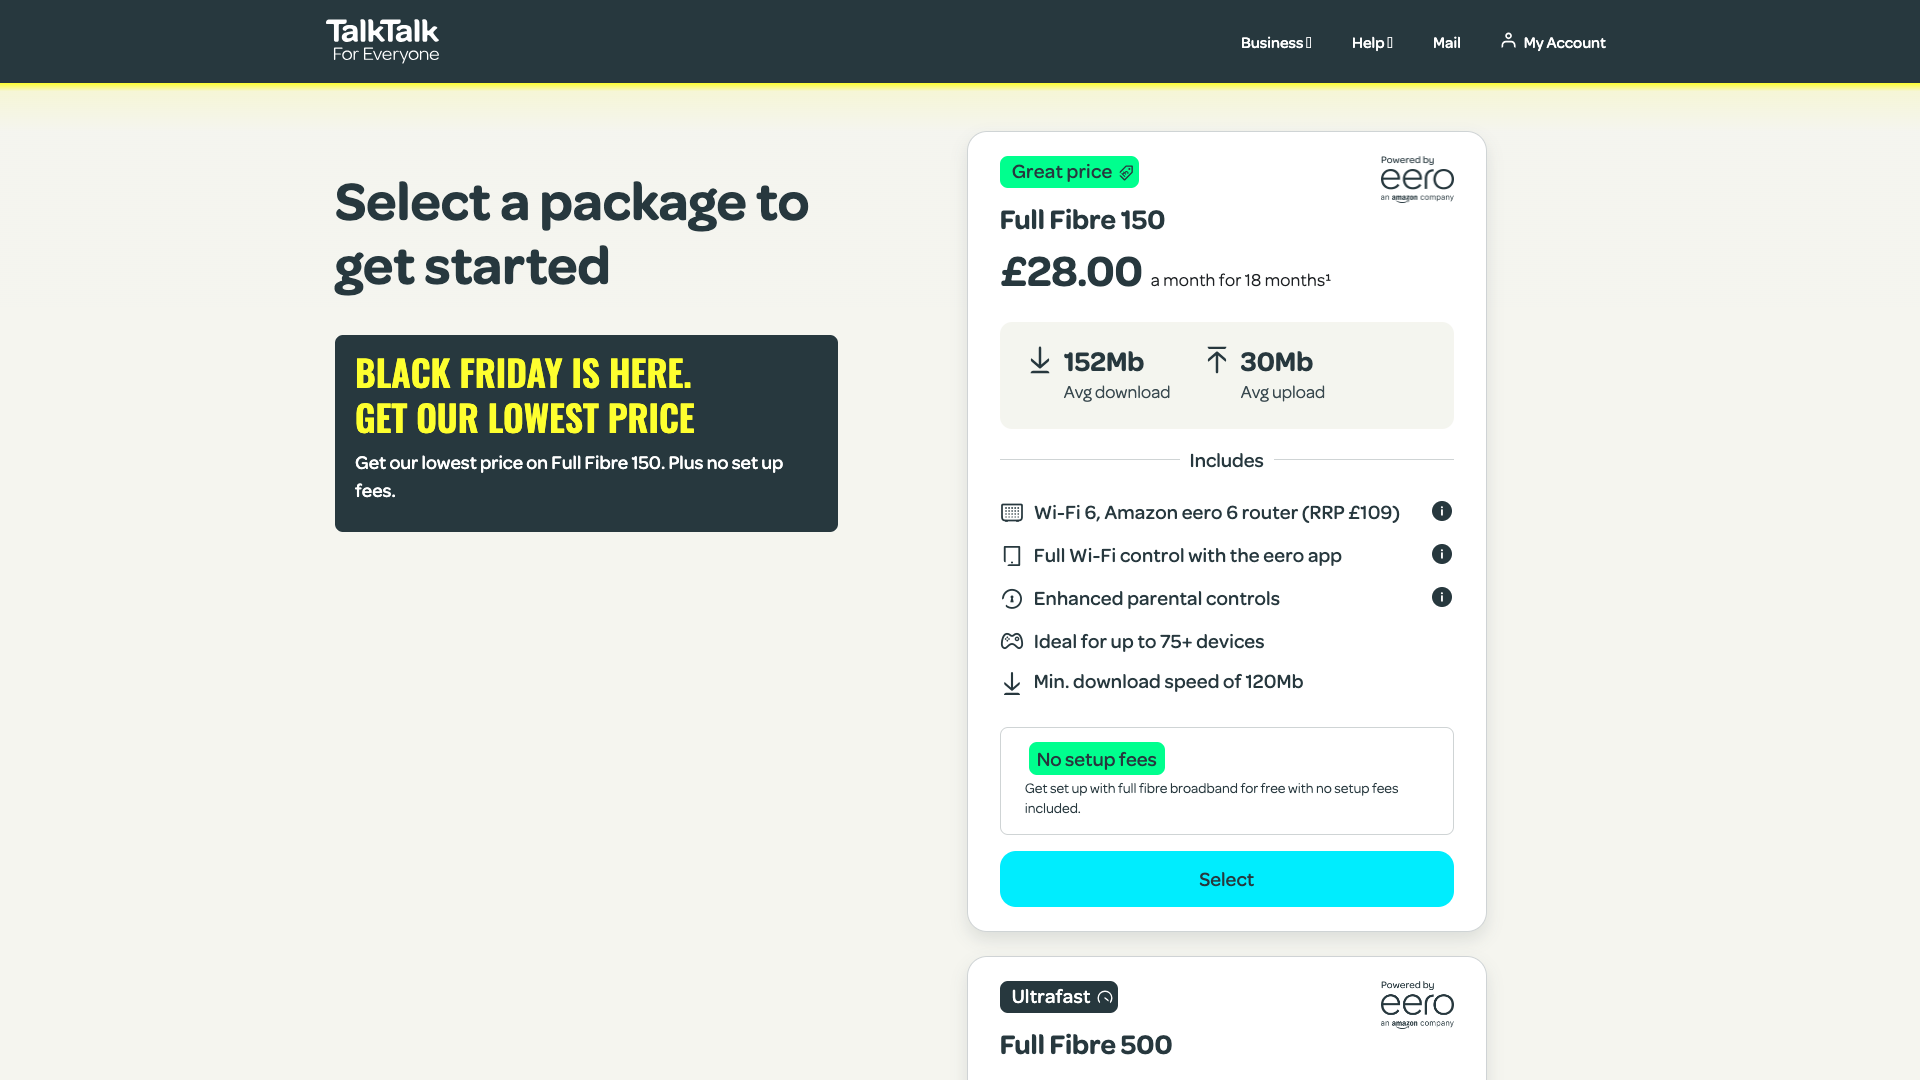 TalkTalk
For Everyone
Business
Help
Mail
My Account
Select a package to
get started
BLACK FRIDAY IS HERE.
GET OUR LOWEST PRICE
Get our lowest price on Full Fibre 150. Plus no set up
fees.
Great price
Powered by
eero
an amazon company
Full Fibre 150
£28.00 a month for 18 months¹
152Mb
Avg download
30Mb
Avg upload
Includes
Wi-Fi 6, Amazon eero 6 router (RRP £109)
Full Wi-Fi control with the eero app
Enhanced parental controls
Ideal for up to 75+ devices
Min. download speed of 120Mb
No setup fees
Get set up with full fibre broadband for free with no setup fees
included.
Select
Ultrafast
Powered by
eero
an amazon company
Full Fibre 500